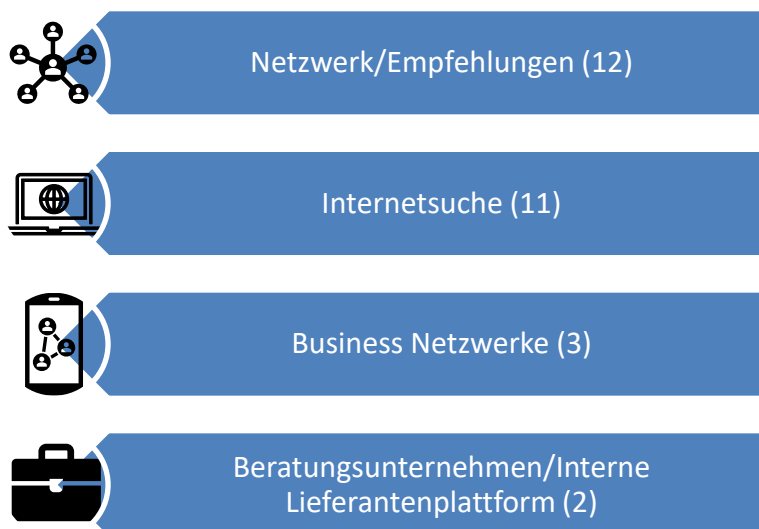 Netzwerk/Empfehlungen (12)
Internetsuche (11)
Business Netzwerke (3)
Beratungsunternehmen/Interne
Lieferantenplattform (2)